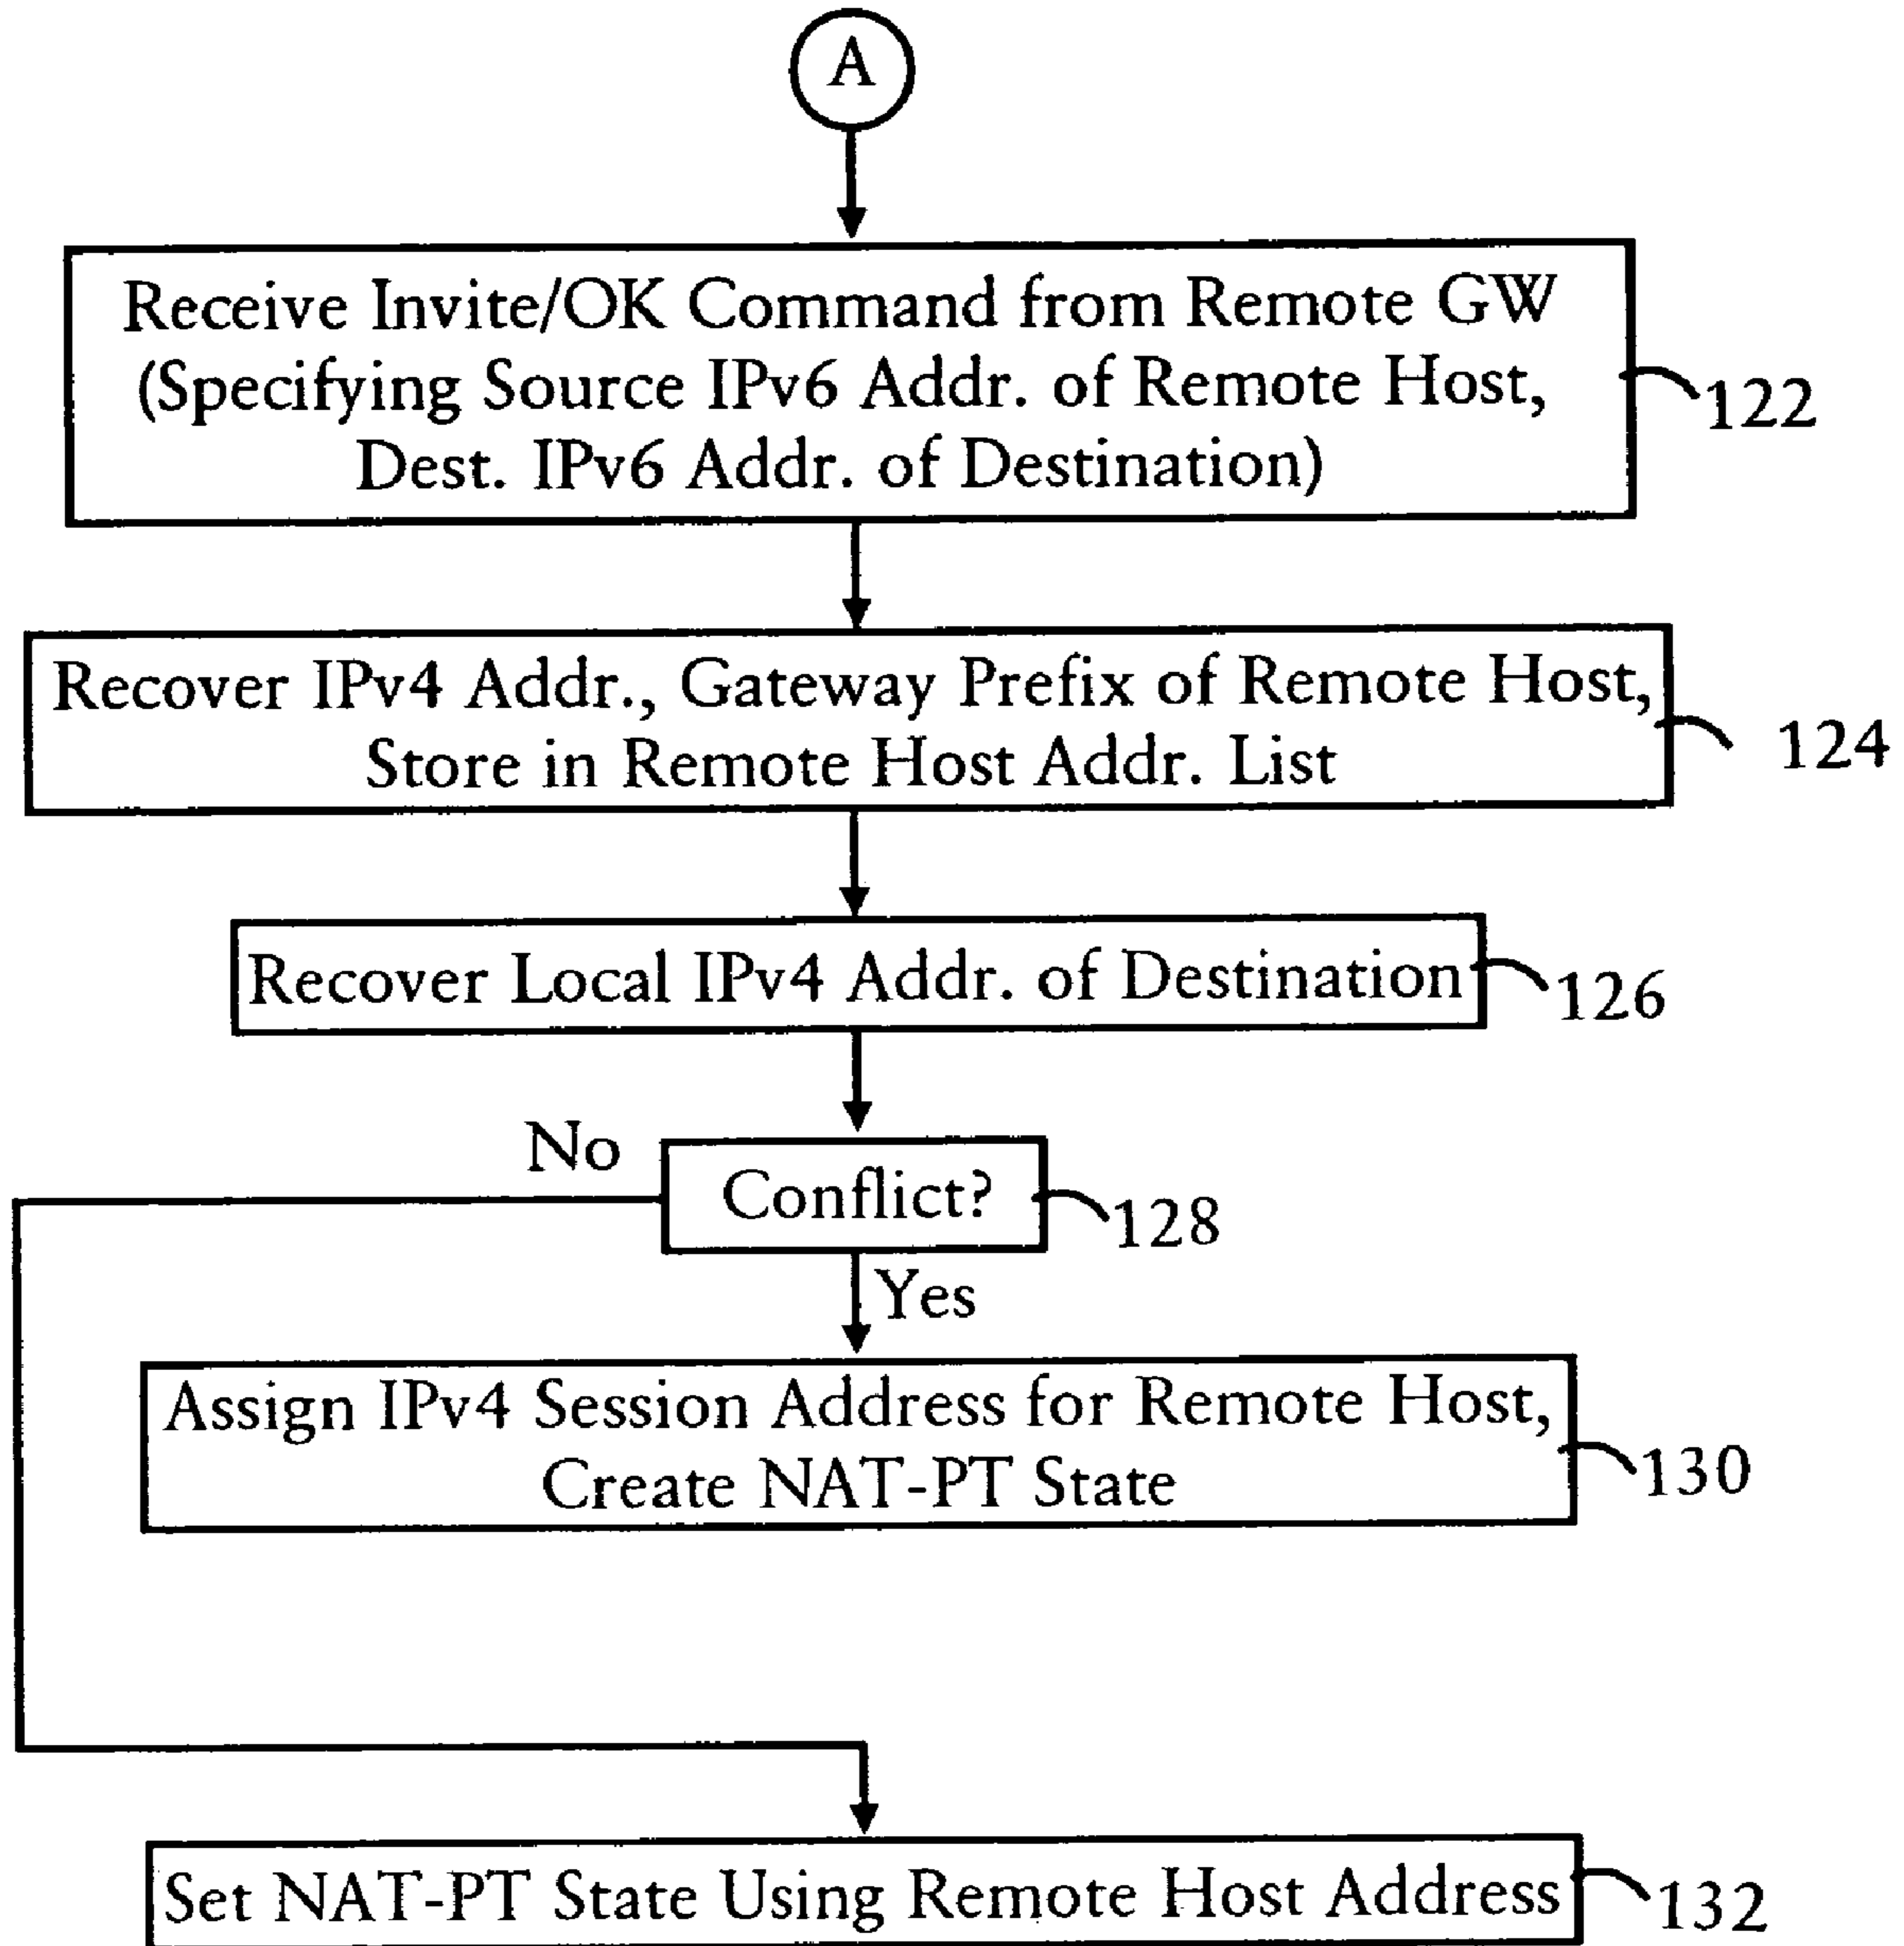 A
Receive Invite/OK Command from Remote GW
(Specifying Source IPv6 Addr. of Remote Host,
Dest. IPv6 Addr. of Destination)
122
Recover IPv4 Addr., Gateway Prefix of Remote Host,
Store in Remote Host Addr. List
124
Recover Local IPv4 Addr. of Destination
126
No
Conflict?
128
Yes
Assign IPv4 Session Address for Remote Host,
Create NAT-PT State
130
Set NAT-PT State Using Remote Host Address
132